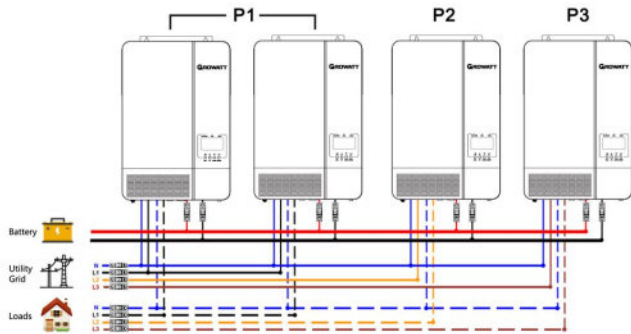 P1 P2 P3
GROWATT GROWATT GROWATT GROWATT
Battery
Utility
Grid
N
L1
L2
L3
Loads
N
L1
L2
L3